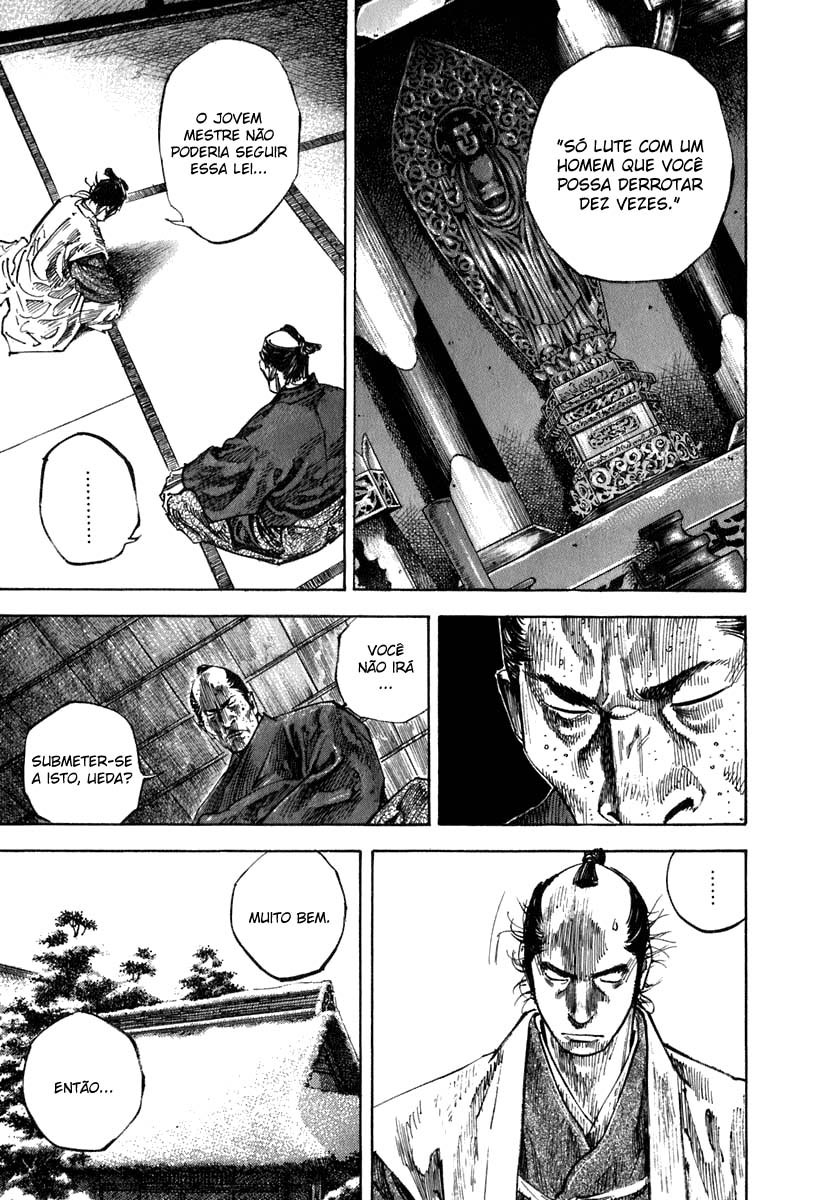 "SÓ LUTE COM UM
HOMEM QUE VOCÊ
POSSA DERROTAR
DEZ VEZES."
O JOVEM
MESTRE NÃO
PODERIA SEGUIR
ESSA LEI...
........
VOCÊ
NÃO IRÁ
...
SUBMETER-SE
A ISTO, UEDA?
.....
MUITO BEM.
ENTÃO...